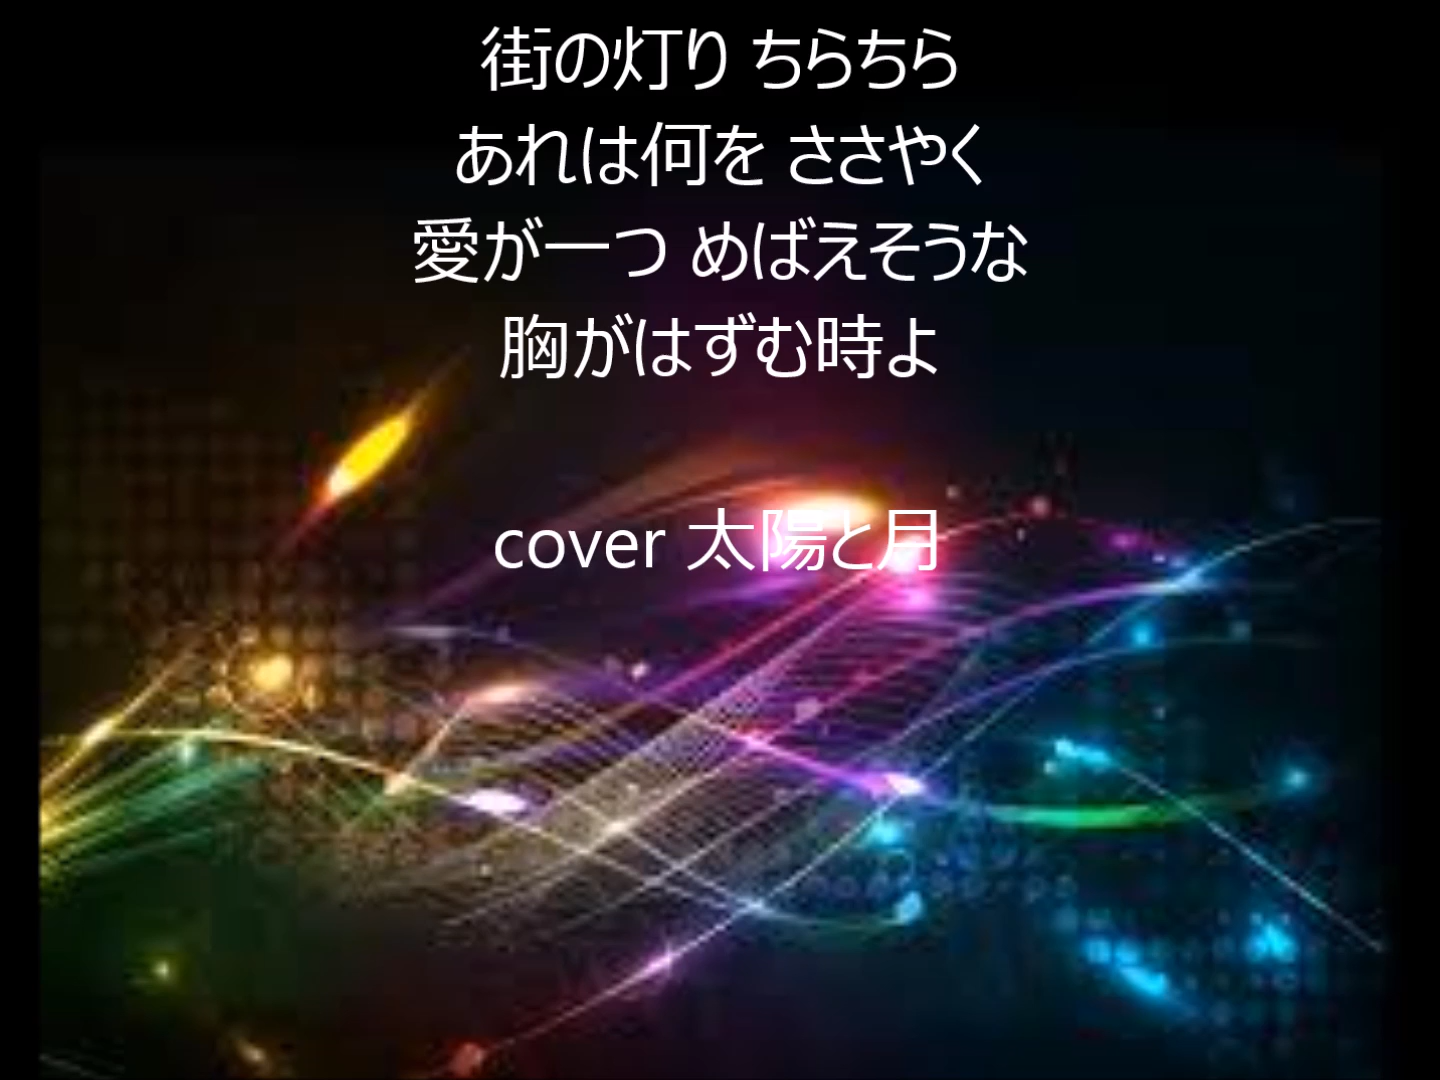 街の灯り ちらちら
あれは何を ささやく
愛が一つ めばえそうな
胸がはずむ時よ
cover 太陽と月